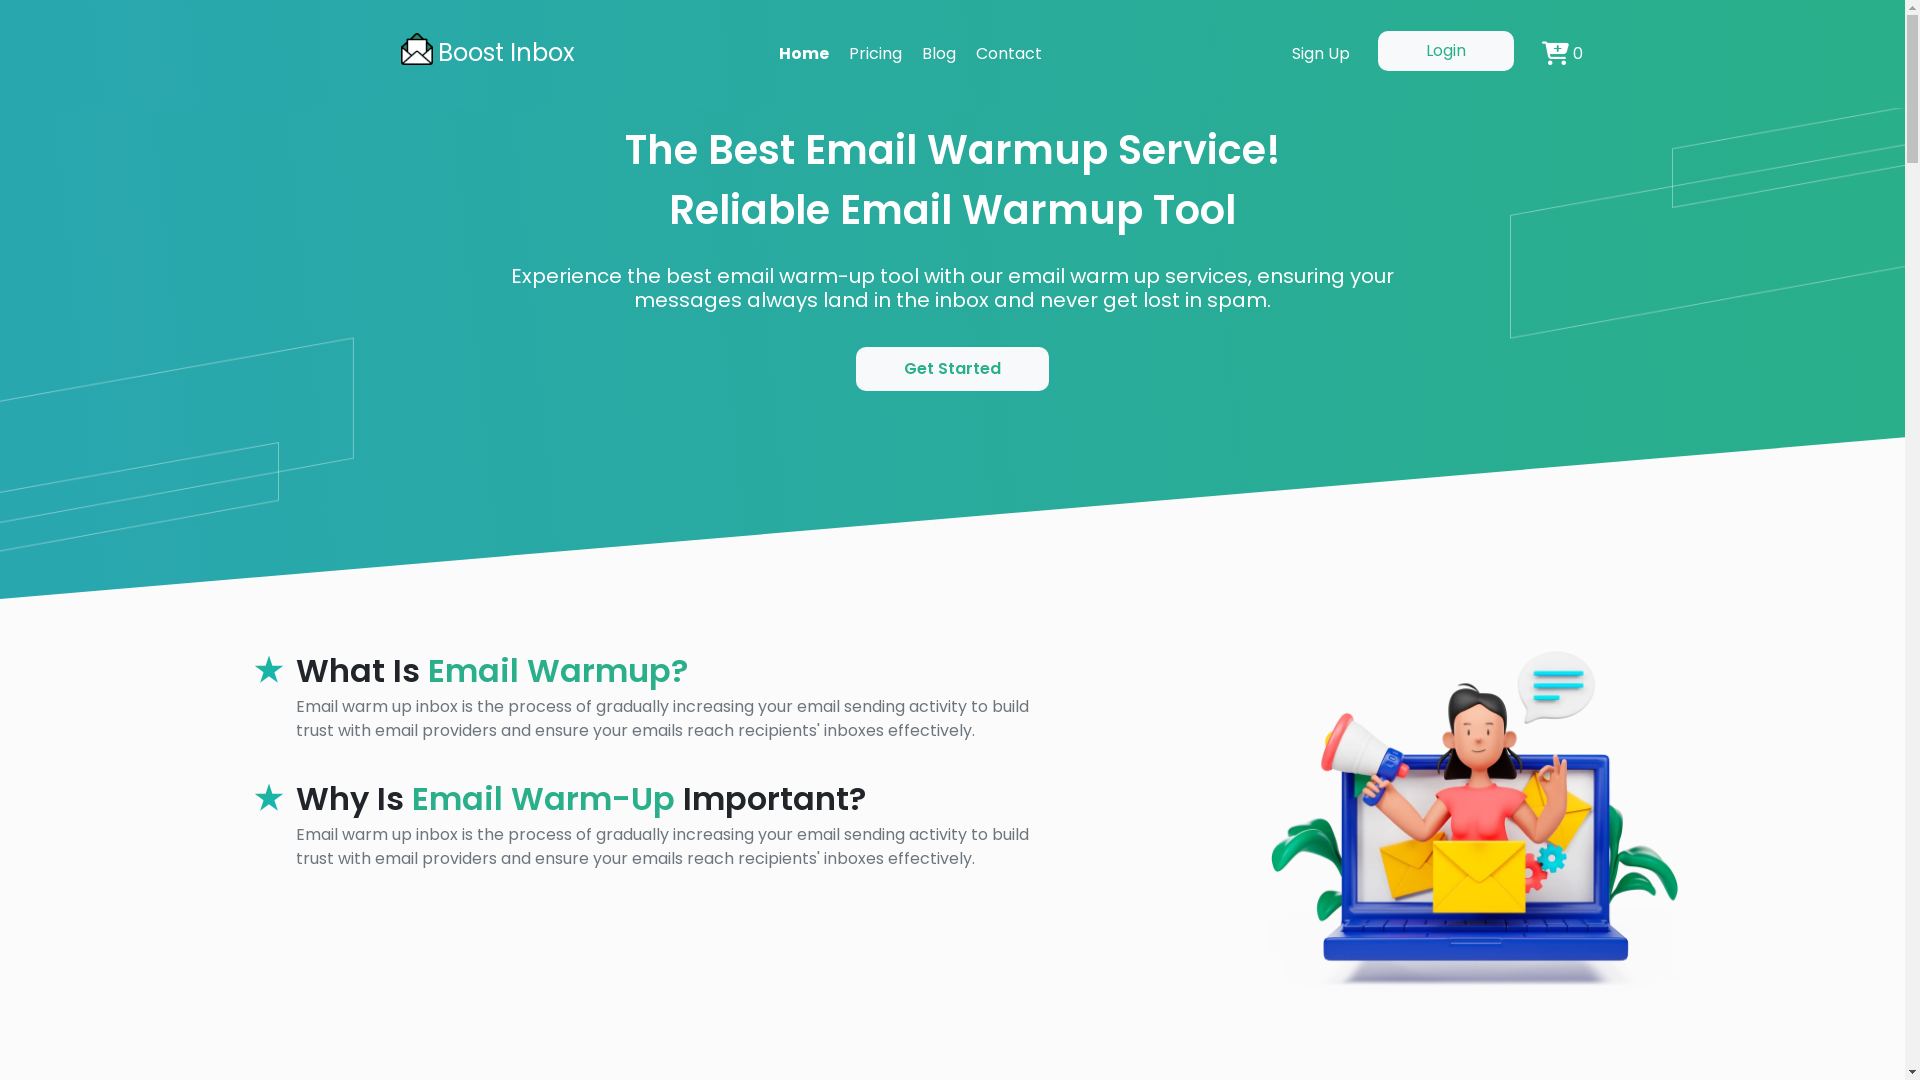 Boost Inbox
Home Pricing Blog Contact
Sign Up
Login
0
The Best Email Warmup Service!
Reliable Email Warmup Tool
Experience the best email warm-up tool with our email warm up services, ensuring your
messages always land in the inbox and never get lost in spam.
Get Started
What Is Email Warmup?
Email warm up inbox is the process of gradually increasing your email sending activity to build
trust with email providers and ensure your emails reach recipients' inboxes effectively.
Why Is Email Warm-Up Important?
Email warm up inbox is the process of gradually increasing your email sending activity to build
trust with email providers and ensure your emails reach recipients' inboxes effectively.